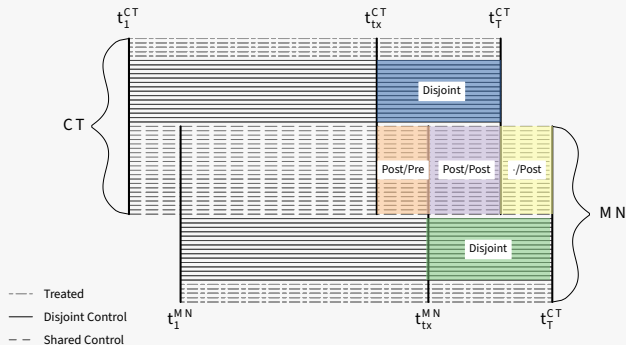 t₁^CT t_tx^CT t_T^CT
Disjoint
CT
Post/Pre Post/Post ·/Post
MN
Disjoint
Treated
Disjoint Control
Shared Control
t₁^MN t_tx^MN t_T^CT